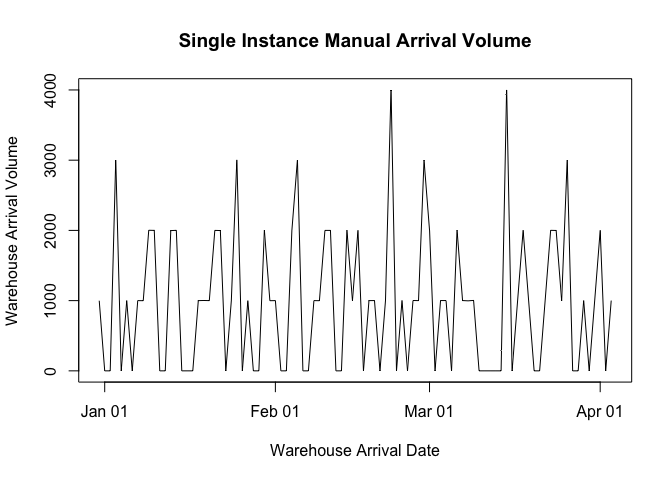 Single Instance Manual Arrival Volume
Warehouse Arrival Volume
4000
3000
2000
1000
0
Jan 01 Feb 01 Mar 01 Apr 01
Warehouse Arrival Date